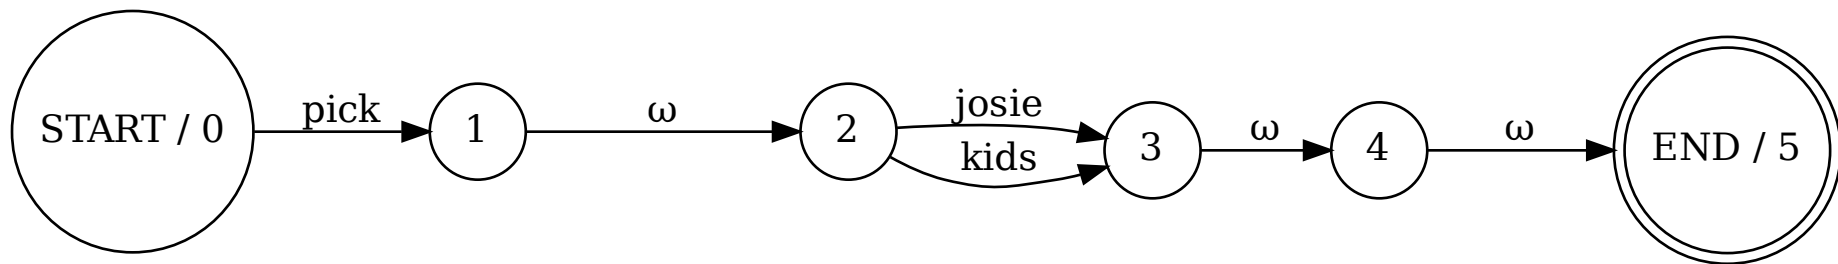 START / 0
pick
1
ω
2
josie
kids
3
ω
4
ω
END / 5